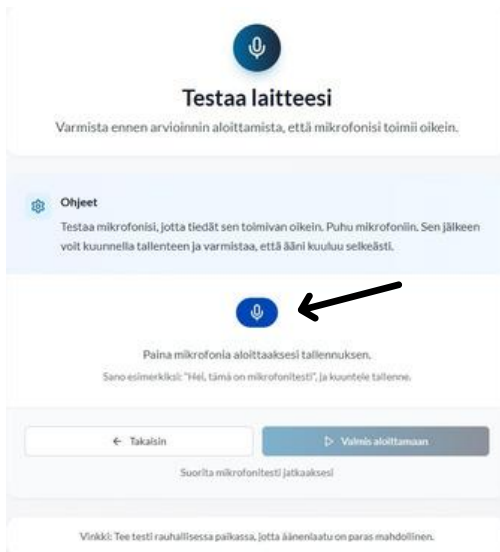 Testaa laitteesi
Varmista ennen arvioinnin aloittamista, että mikrofonisi toimii oikein.
Ohjeet
Testaa mikrofonisi, jotta tiedät sen toimivan oikein. Puhu mikrofoniin. Sen jälkeen
voit kuunnella tallenteen ja varmistaa, että ääni kuuluu selkeästi.
Paina mikrofonia aloittaaksesi tallennuksen.
Sano esimerkiksi: "Hei, tämä on mikrofonitesti", ja kuuntele tallenne.
← Takaisin
Valmis aloittamaan
Suorita mikrofonitesti jatkaaksesi
Vinkki: Tee testi rauhallisessa paikassa, jotta äänenlaatu on paras mahdollinen.